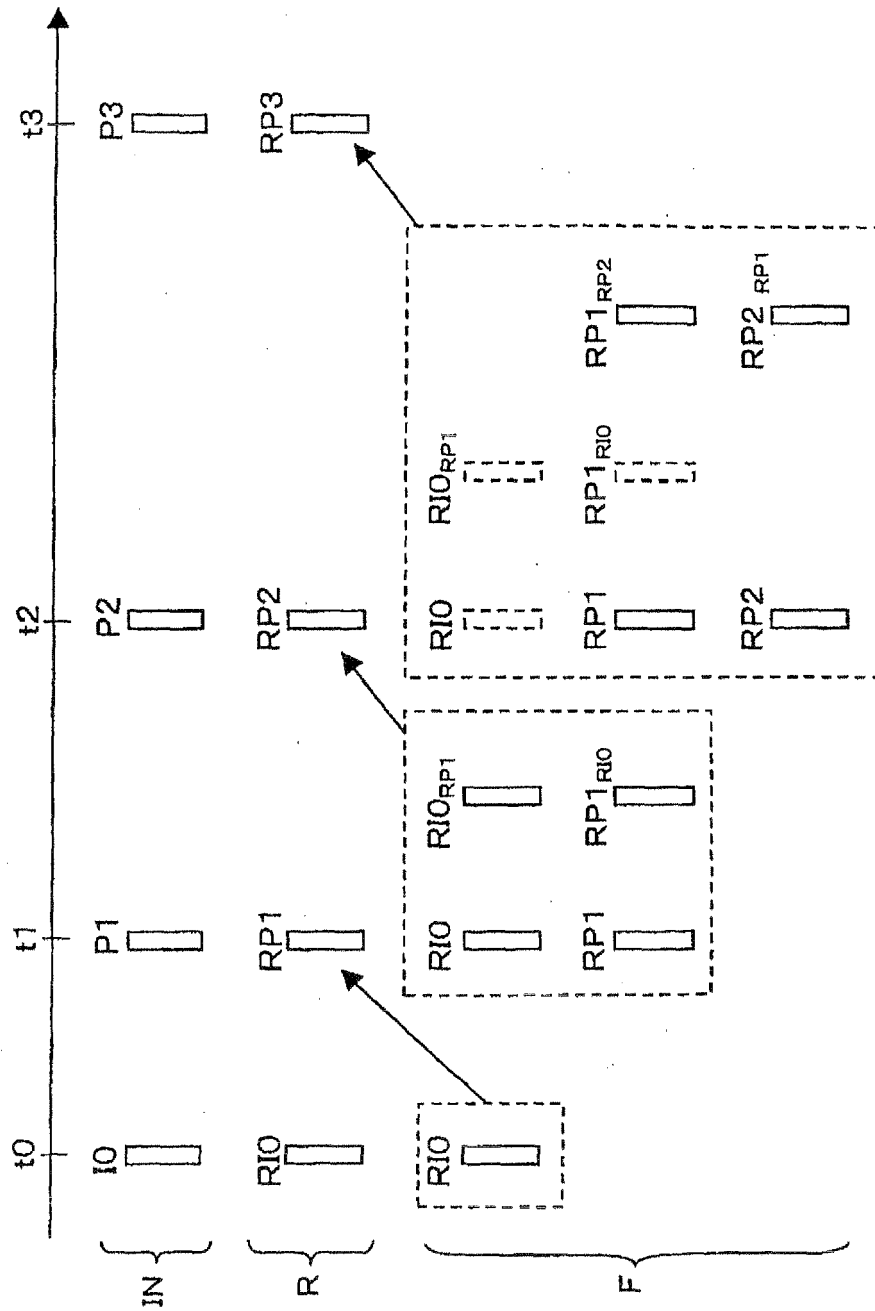 t0 t1 t2 t3
IN I0 P1 P2 P3
R RI0 RP1 RP2 RP3
F RI0 RI0 RI0RP1 RI0 RI0RP1
RP1 RP1RI0 RP1 RP1RI0 RP1RP2
RP2 RP2RP1